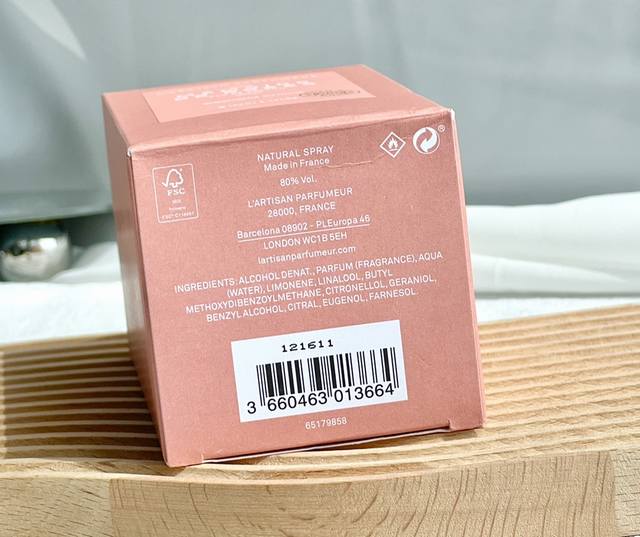 NATURAL SPRAY
Made in France
80% Vol.
L'ARTISAN PARFUMEUR
28000, FRANCE
Barcelona 08902 - PLEuropa 46
LONDON WC1B 5EH
lartisanparfumeur.com
INGREDIENTS: ALCOHOL DENAT., PARFUM (FRAGRANCE), AQUA
(WATER), LIMONENE, LINALOOL, BUTYL
METHOXYDIBENZOYLMETHANE, CITRONELLOL, GERANIOL,
BENZYL ALCOHOL, CITRAL, EUGENOL, FARNESOL.
FSC
121611
3 660463 013664
65179858